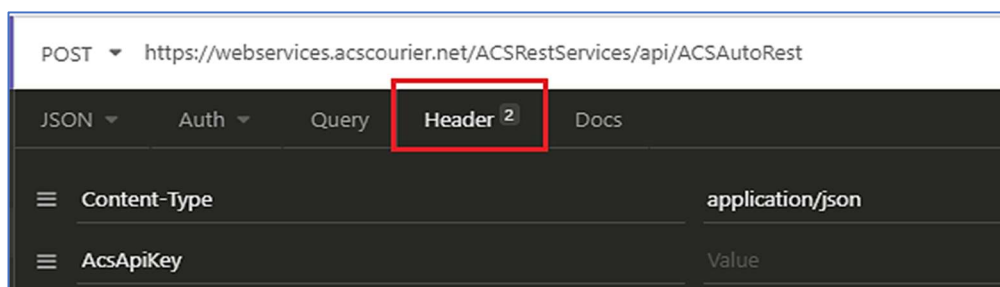 POST https://webservices.acscourier.net/ACSRestServices/api/ACSAutoRest
JSON Auth Query Header 2 Docs
Content-Type application/json
AcsApiKey Value